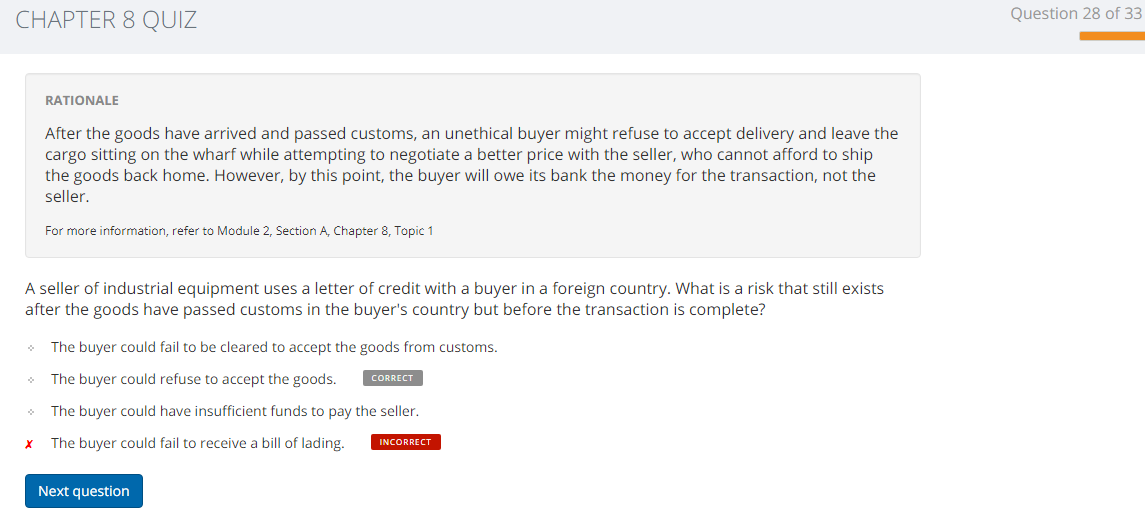 CHAPTER 8 QUIZ
Question 28 of 33
RATIONALE
After the goods have arrived and passed customs, an unethical buyer might refuse to accept delivery and leave the
cargo sitting on the wharf while attempting to negotiate a better price with the seller, who cannot afford to ship
the goods back home. However, by this point, the buyer will owe its bank the money for the transaction, not the
seller.
For more information, refer to Module 2, Section A, Chapter 8, Topic 1
A seller of industrial equipment uses a letter of credit with a buyer in a foreign country. What is a risk that still exists
after the goods have passed customs in the buyer's country but before the transaction is complete?
The buyer could fail to be cleared to accept the goods from customs.
The buyer could refuse to accept the goods. CORRECT
The buyer could have insufficient funds to pay the seller.
✗ The buyer could fail to receive a bill of lading. INCORRECT
Next question